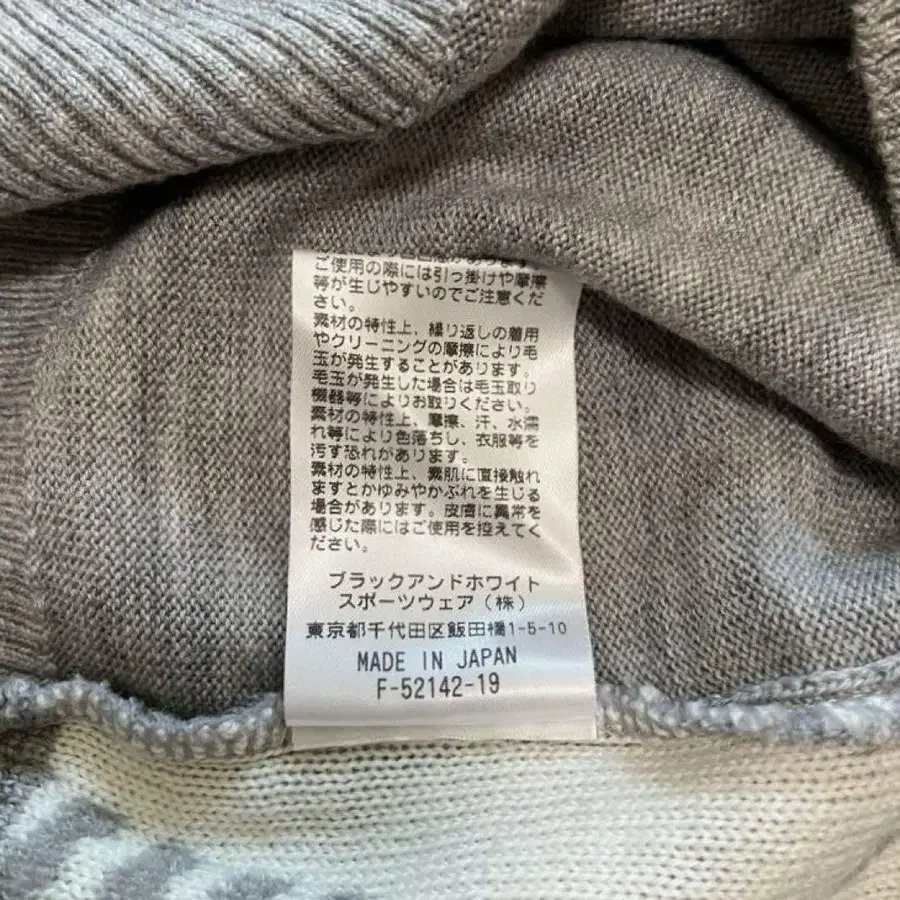 があります
ご使用の際には引っ掛けや摩擦
等が生じやすいのでご注意くだ
さい。
素材の特性上、繰り返しの着用
やクリーニングの摩擦により毛
玉が発生することがあります。
毛玉が発生した場合は毛玉取り
機器等によりお取りください。
素材の特性上、摩擦、汗、水濡
れ等により色落ちし、衣服等を
汚す恐れがあります。
素材の特性上、素肌に直接触れ
ますとかゆみやかぶれを生じる
場合があります。皮膚に異常を
感じた際にはご使用を控えてく
ださい。
ブラックアンドホワイト
スポーツウェア(株)
東京都千代田区飯田橋1-5-10
MADE IN JAPAN
F-52142-19